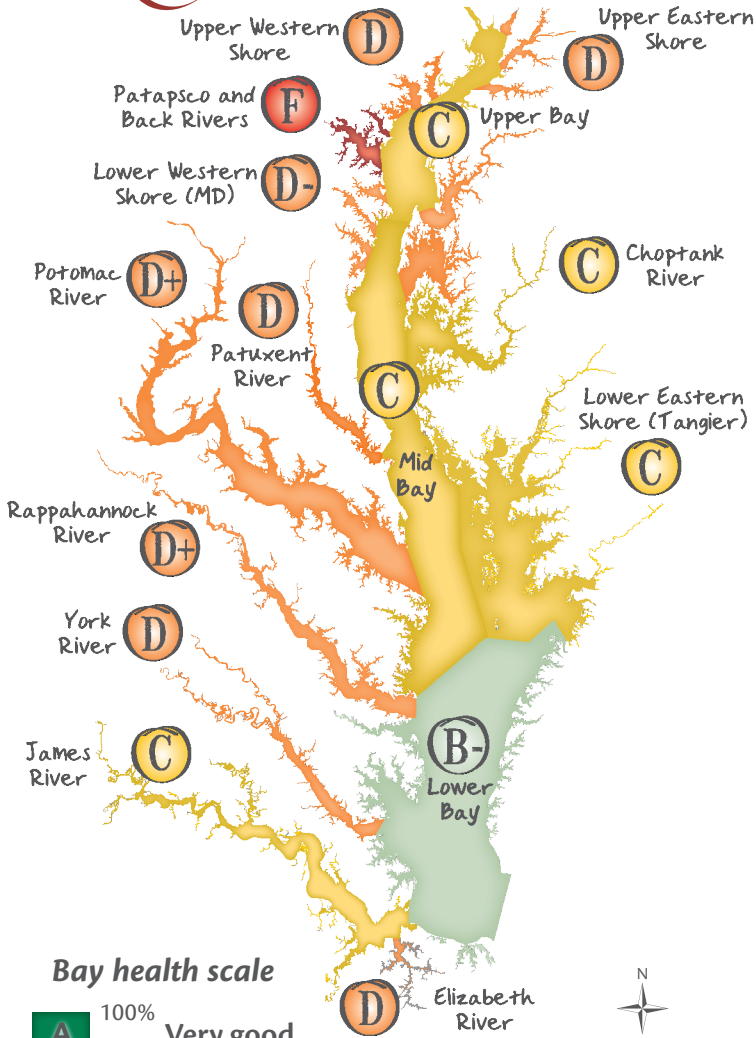 Upper Western
Shore
D
Upper Eastern
Shore
D
Patapsco and
Back Rivers
F
C
Upper Bay
Lower Western
Shore (MD)
D-
Potomac
River
D+
D
Patuxent
River
C
Choptank
River
C
Mid
Bay
Lower Eastern
Shore (Tangier)
C
Rappahannock
River
D+
York
River
D
James
River
C
B-
Lower
Bay
Bay health scale
D
Elizabeth
River
N
A
100%
Very good